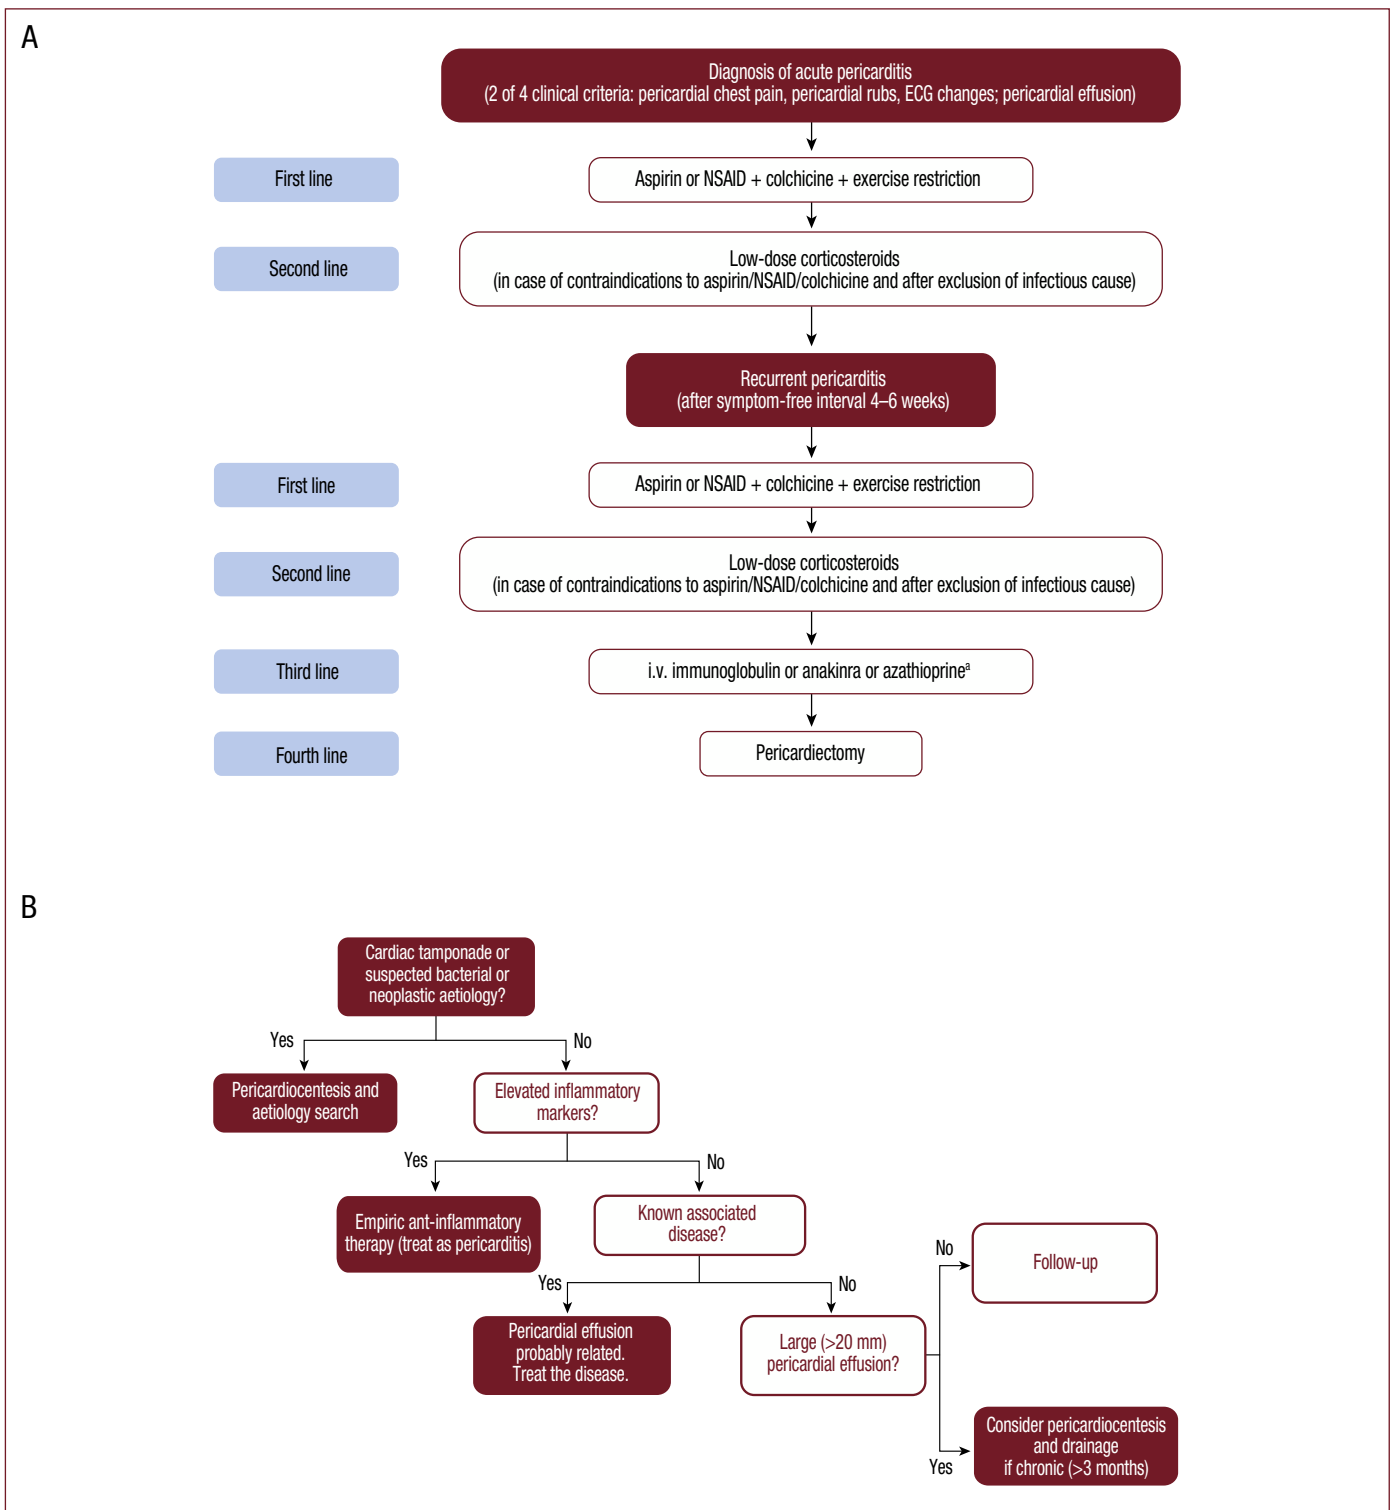 A
Diagnosis of acute pericarditis
(2 of 4 clinical criteria: pericardial chest pain, pericardial rubs, ECG changes; pericardial effusion)
First line
Aspirin or NSAID + colchicine + exercise restriction
Second line
Low-dose corticosteroids
(in case of contraindications to aspirin/NSAID/colchicine and after exclusion of infectious cause)
Recurrent pericarditis
(after symptom-free interval 4–6 weeks)
First line
Aspirin or NSAID + colchicine + exercise restriction
Second line
Low-dose corticosteroids
(in case of contraindications to aspirin/NSAID/colchicine and after exclusion of infectious cause)
Third line
i.v. immunoglobulin or anakinra or azathioprineᵃ
Fourth line
Pericardiectomy
B
Cardiac tamponade or
suspected bacterial or
neoplastic aetiology?
Yes
No
Pericardiocentesis and
aetiology search
Elevated inflammatory
markers?
Yes
No
Empiric ant-inflammatory
therapy (treat as pericarditis)
Known associated
disease?
Yes
No
Pericardial effusion
probably related.
Treat the disease.
Large (>20 mm)
pericardial effusion?
No
Follow-up
Yes
Consider pericardiocentesis
and drainage
if chronic (>3 months)